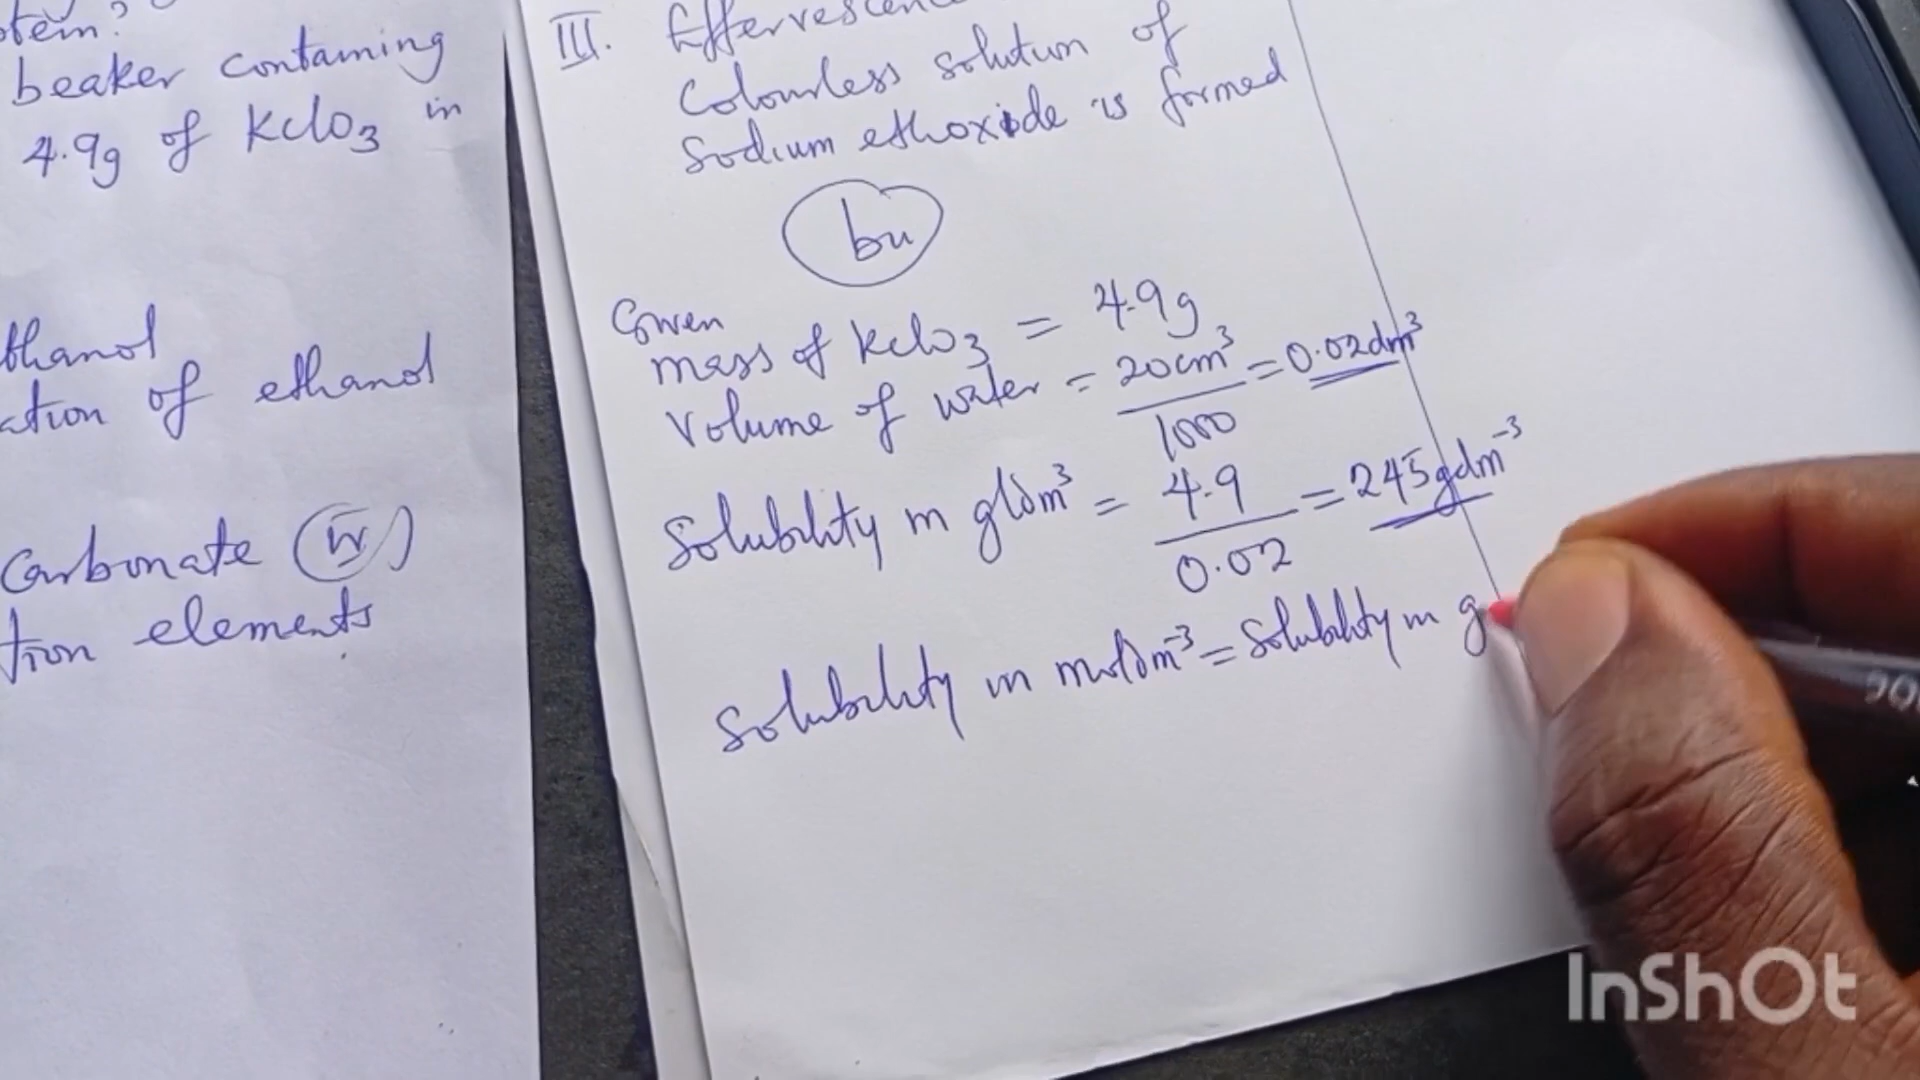 beaker containing
4.9g of KClO3 in
ethanol
ation of ethanol
Carbonate (IV)
tion elements
III. Effervescence
Colourless solution of
Sodium ethoxide is formed
bii
Given
mass of KClO3 = 4.9g
Volume of water = 20cm³/1000 = 0.02dm³
Solubility in g/dm³ = 4.9/0.02 = 245gdm⁻³
Solubility in mol/dm⁻³ = Solubility in g
InShOt